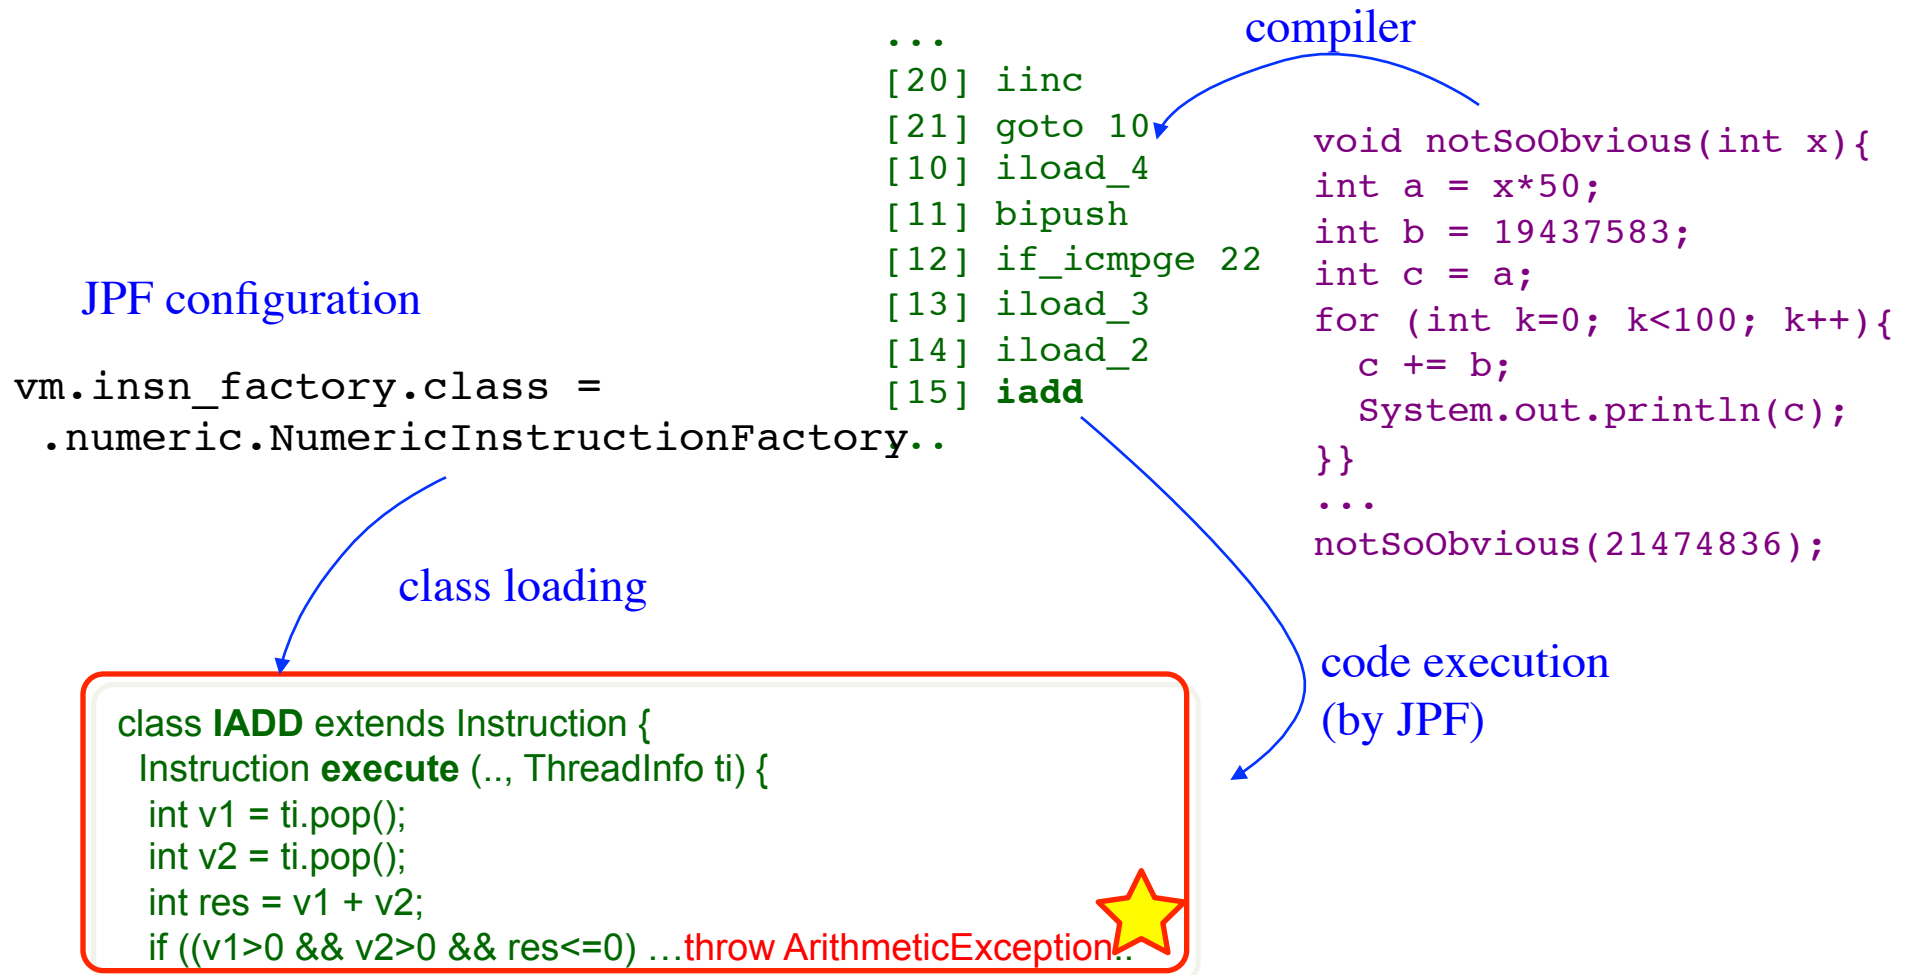 compiler
...
[20] iinc
[21] goto 10
[10] iload_4
[11] bipush
[12] if_icmpge 22
[13] iload_3
[14] iload_2
[15] iadd
...
void notSoObvious(int x){
int a = x*50;
int b = 19437583;
int c = a;
for (int k=0; k<100; k++){
c += b;
System.out.println(c);
}}
...
notSoObvious(21474836);
JPF configuration
vm.insn_factory.class =
.numeric.NumericInstructionFactory
class loading
code execution
(by JPF)
class IADD extends Instruction {
Instruction execute (.., ThreadInfo ti) {
int v1 = ti.pop();
int v2 = ti.pop();
int res = v1 + v2;
if ((v1>0 && v2>0 && res<=0) …throw ArithmeticException..